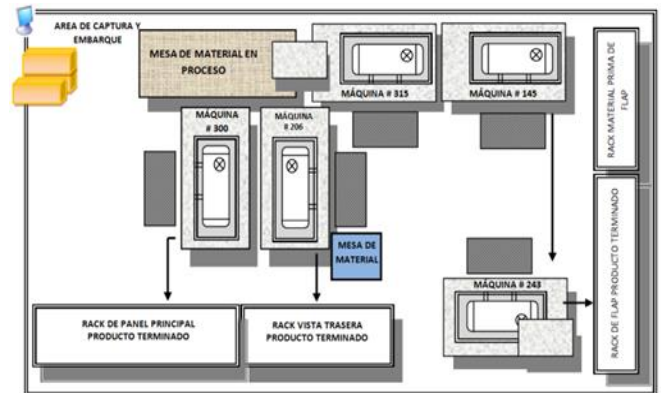 AREA DE CAPTURA Y
EMBARQUE
MESA DE MATERIAL EN
PROCESO
MÁQUINA # 315
MÁQUINA # 145
RACK MATERIAL PRIMA DE
FLAP
MÁQUINA
# 300
MÁQUINA
# 206
MESA DE
MATERIAL
MÁQUINA # 243
RACK DE FLAP PRODUCTO TERMINADO
RACK DE PANEL PRINCIPAL
PRODUCTO TERMINADO
RACK VISTA TRASERA
PRODUCTO TERMINADO